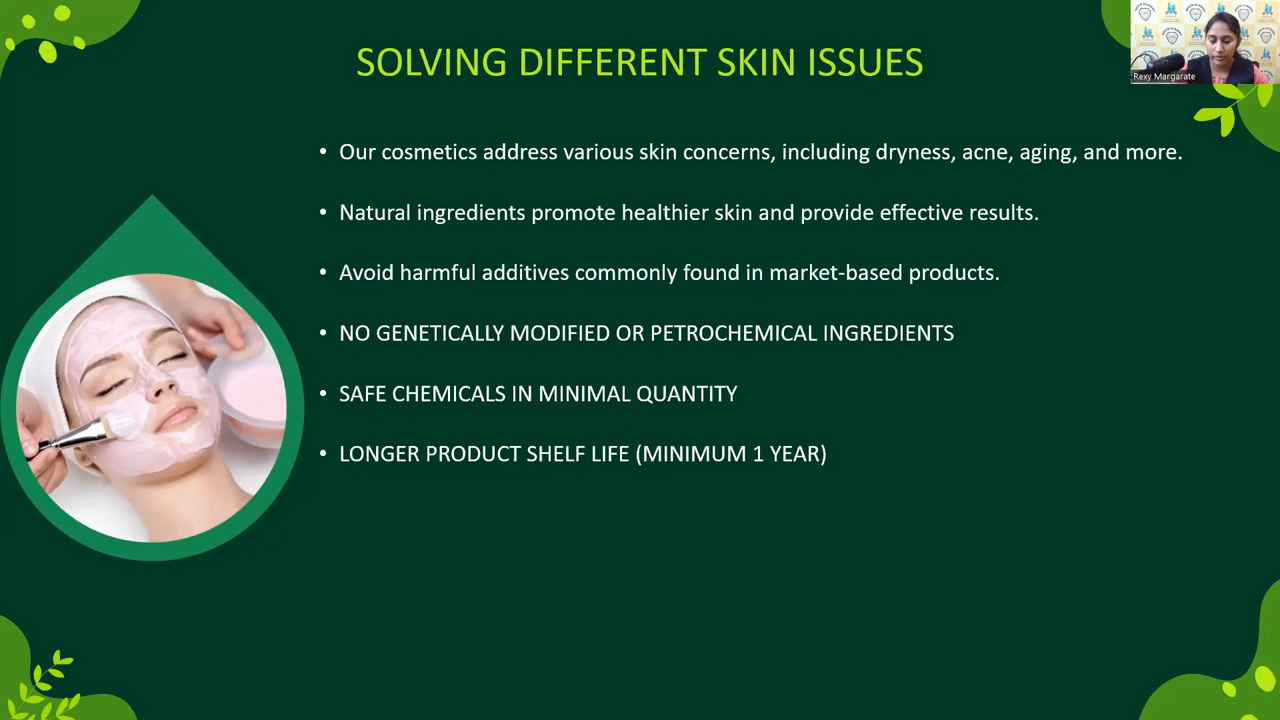 SOLVING DIFFERENT SKIN ISSUES
• Our cosmetics address various skin concerns, including dryness, acne, aging, and more.
• Natural ingredients promote healthier skin and provide effective results.
• Avoid harmful additives commonly found in market-based products.
• NO GENETICALLY MODIFIED OR PETROCHEMICAL INGREDIENTS
• SAFE CHEMICALS IN MINIMAL QUANTITY
• LONGER PRODUCT SHELF LIFE (MINIMUM 1 YEAR)
Rexy Margarate